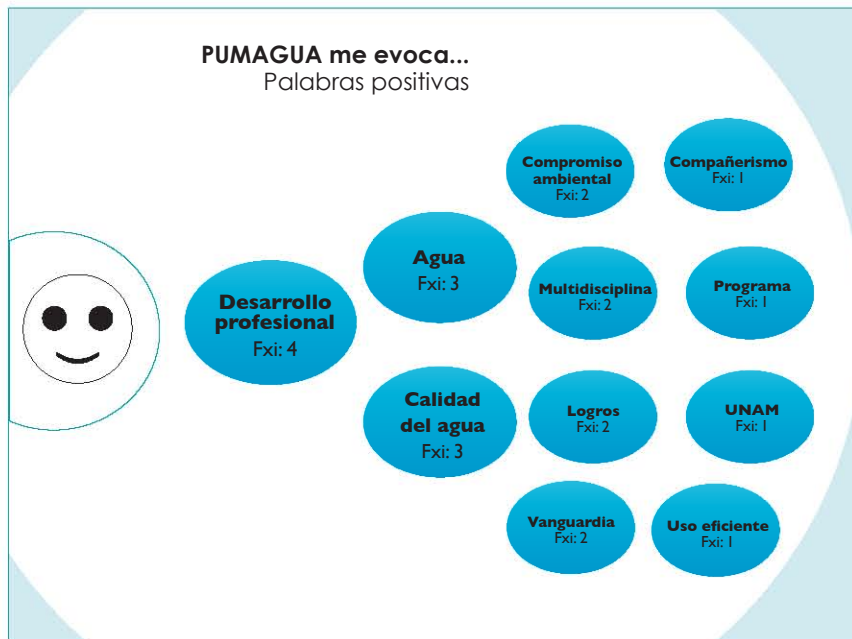 PUMAGUA me evoca...
Palabras positivas
Desarrollo
profesional
Fxi: 4
Agua
Fxi: 3
Calidad
del agua
Fxi: 3
Compromiso
ambiental
Fxi: 2
Multidisciplina
Fxi: 2
Logros
Fxi: 2
Vanguardia
Fxi: 2
Compañerismo
Fxi: 1
Programa
Fxi: 1
UNAM
Fxi: 1
Uso eficiente
Fxi: 1